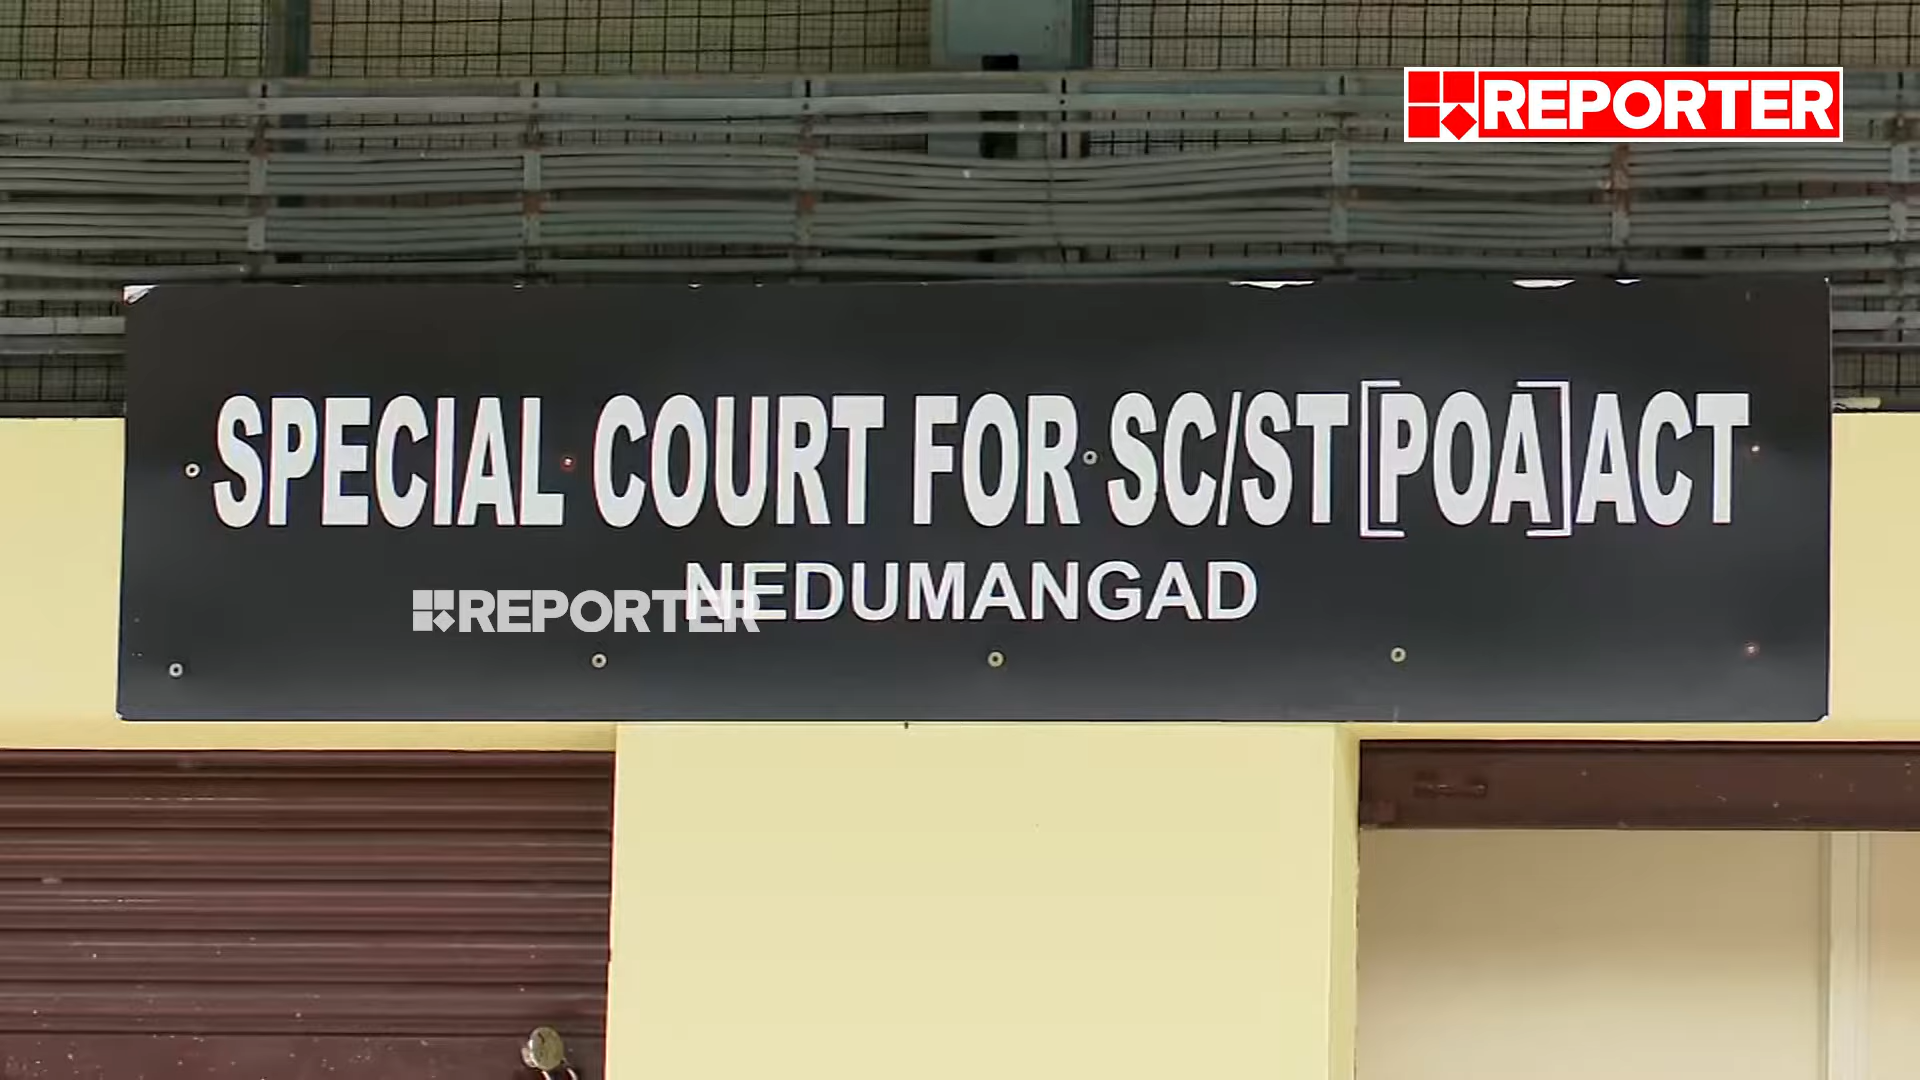 REPORTER
SPECIAL COURT FOR SC/ST[POA]ACT
NEDUMANGAD
REPORTER